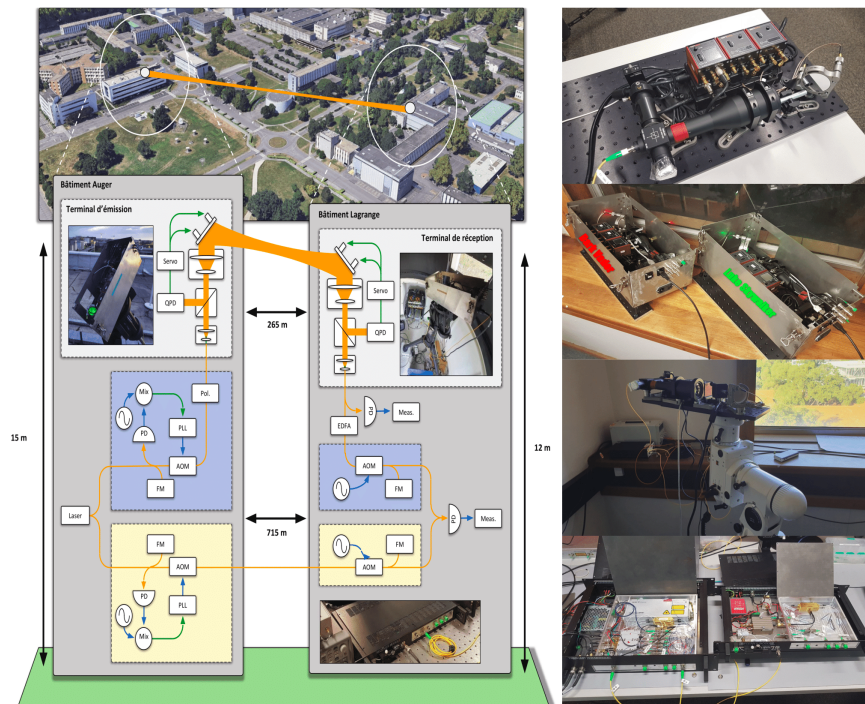 Bâtiment Auger
Terminal d'émission
Servo
QPD
Bâtiment Lagrange
Terminal de réception
Servo
QPD
265 m
15 m
12 m
Pol.
Mix
PD
PLL
AOM
FM
PD
Meas.
EDFA
AOM
FM
Laser
715 m
PD
Meas.
FM
AOM
PD
PLL
Mix
FM
AOM